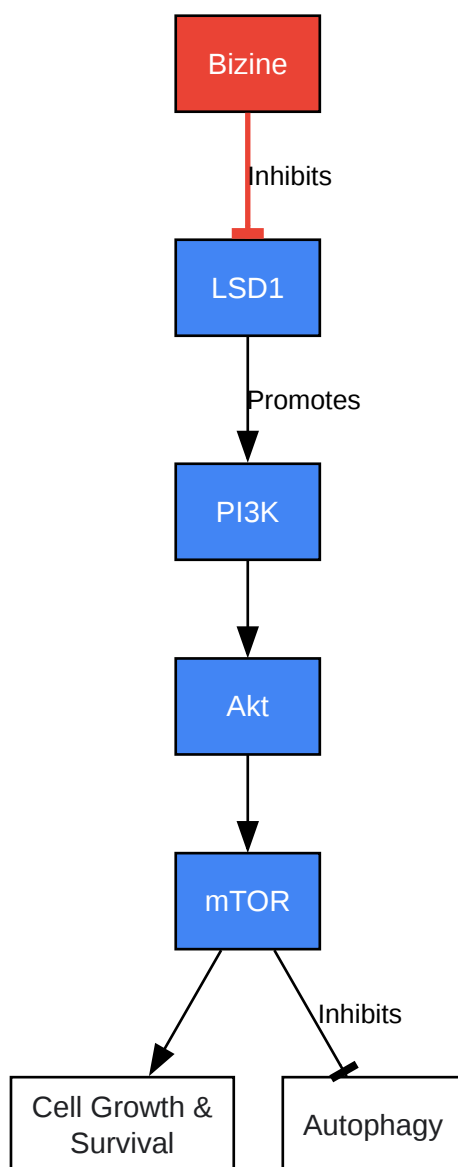 Bizine
Inhibits
LSD1
Promotes
PI3K
Akt
mTOR
Inhibits
Cell Growth &
Survival
Autophagy